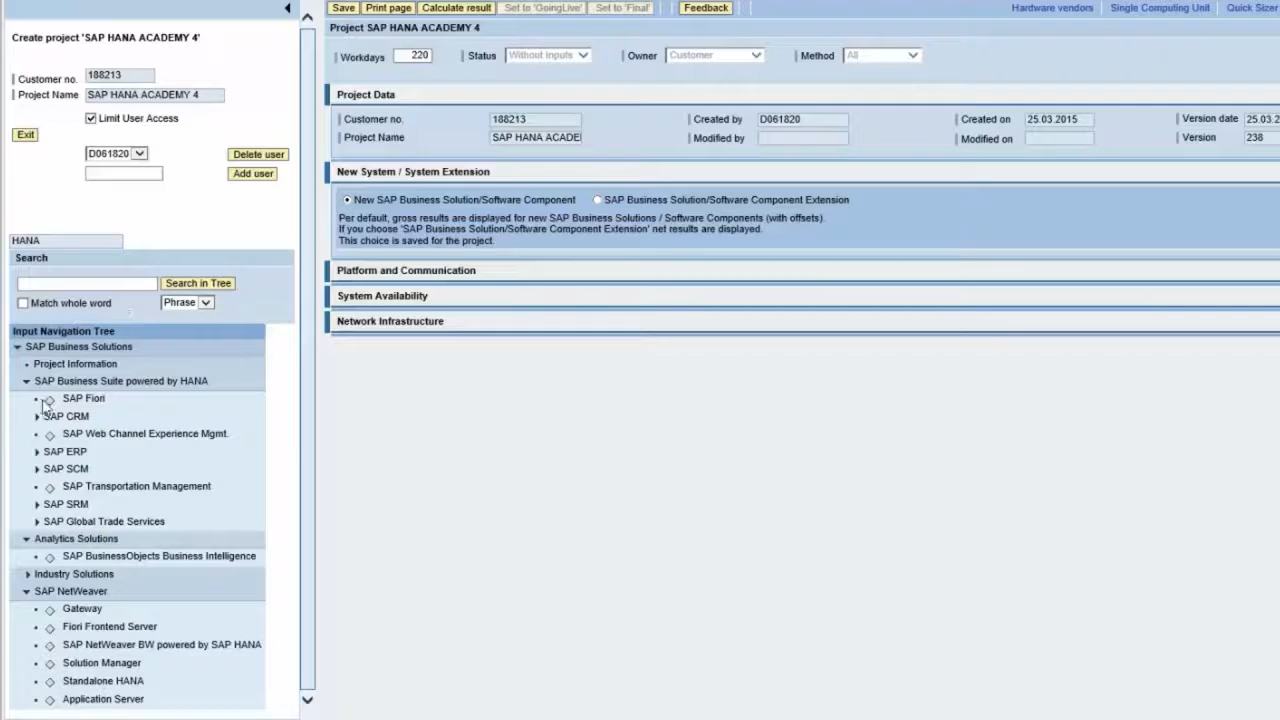 Create project 'SAP HANA ACADEMY 4'
Customer no. 188213
Project Name SAP HANA ACADEMY 4
Limit User Access
Exit
D061820 Delete user
Add user
HANA
Search
Search in Tree
Match whole word Phrase
Input Navigation Tree
SAP Business Solutions
Project Information
SAP Business Suite powered by HANA
SAP Fiori
SAP CRM
SAP Web Channel Experience Mgmt.
SAP ERP
SAP SCM
SAP Transportation Management
SAP SRM
SAP Global Trade Services
Analytics Solutions
SAP BusinessObjects Business Intelligence
Industry Solutions
SAP NetWeaver
Gateway
Fiori Frontend Server
SAP NetWeaver BW powered by SAP HANA
Solution Manager
Standalone HANA
Application Server
Save Print page Calculate result Set to 'GoingLive' Set to 'Final' Feedback Hardware vendors Single Computing Unit Quick Sizer
Project SAP HANA ACADEMY 4
Workdays 220 Status Without Inputs Owner Customer Method All
Project Data
Customer no. 188213 Created by D061820 Created on 25.03.2015 Version date 25.03.2
Project Name SAP HANA ACADE Modified by Modified on Version 238
New System / System Extension
New SAP Business Solution/Software Component SAP Business Solution/Software Component Extension
Per default, gross results are displayed for new SAP Business Solutions / Software Components (with offsets).
If you choose 'SAP Business Solution/Software Component Extension' net results are displayed.
This choice is saved for the project.
Platform and Communication
System Availability
Network Infrastructure